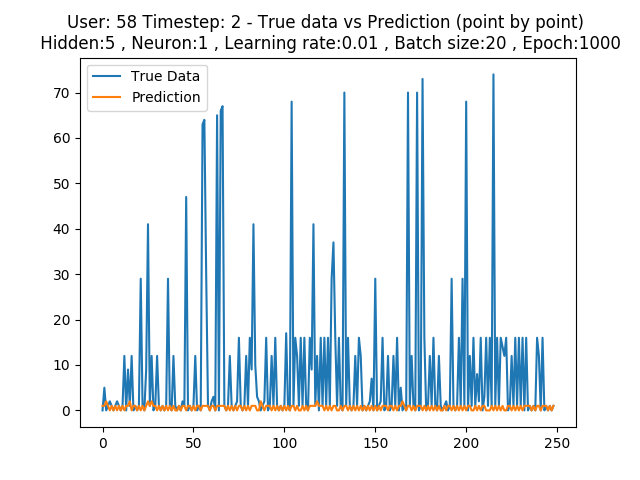 User: 58 Timestep: 2 - True data vs Prediction (point by point)
Hidden:5 , Neuron:1 , Learning rate:0.01 , Batch size:20 , Epoch:1000
True Data
Prediction
70
60
50
40
30
20
10
0
0 50 100 150 200 250